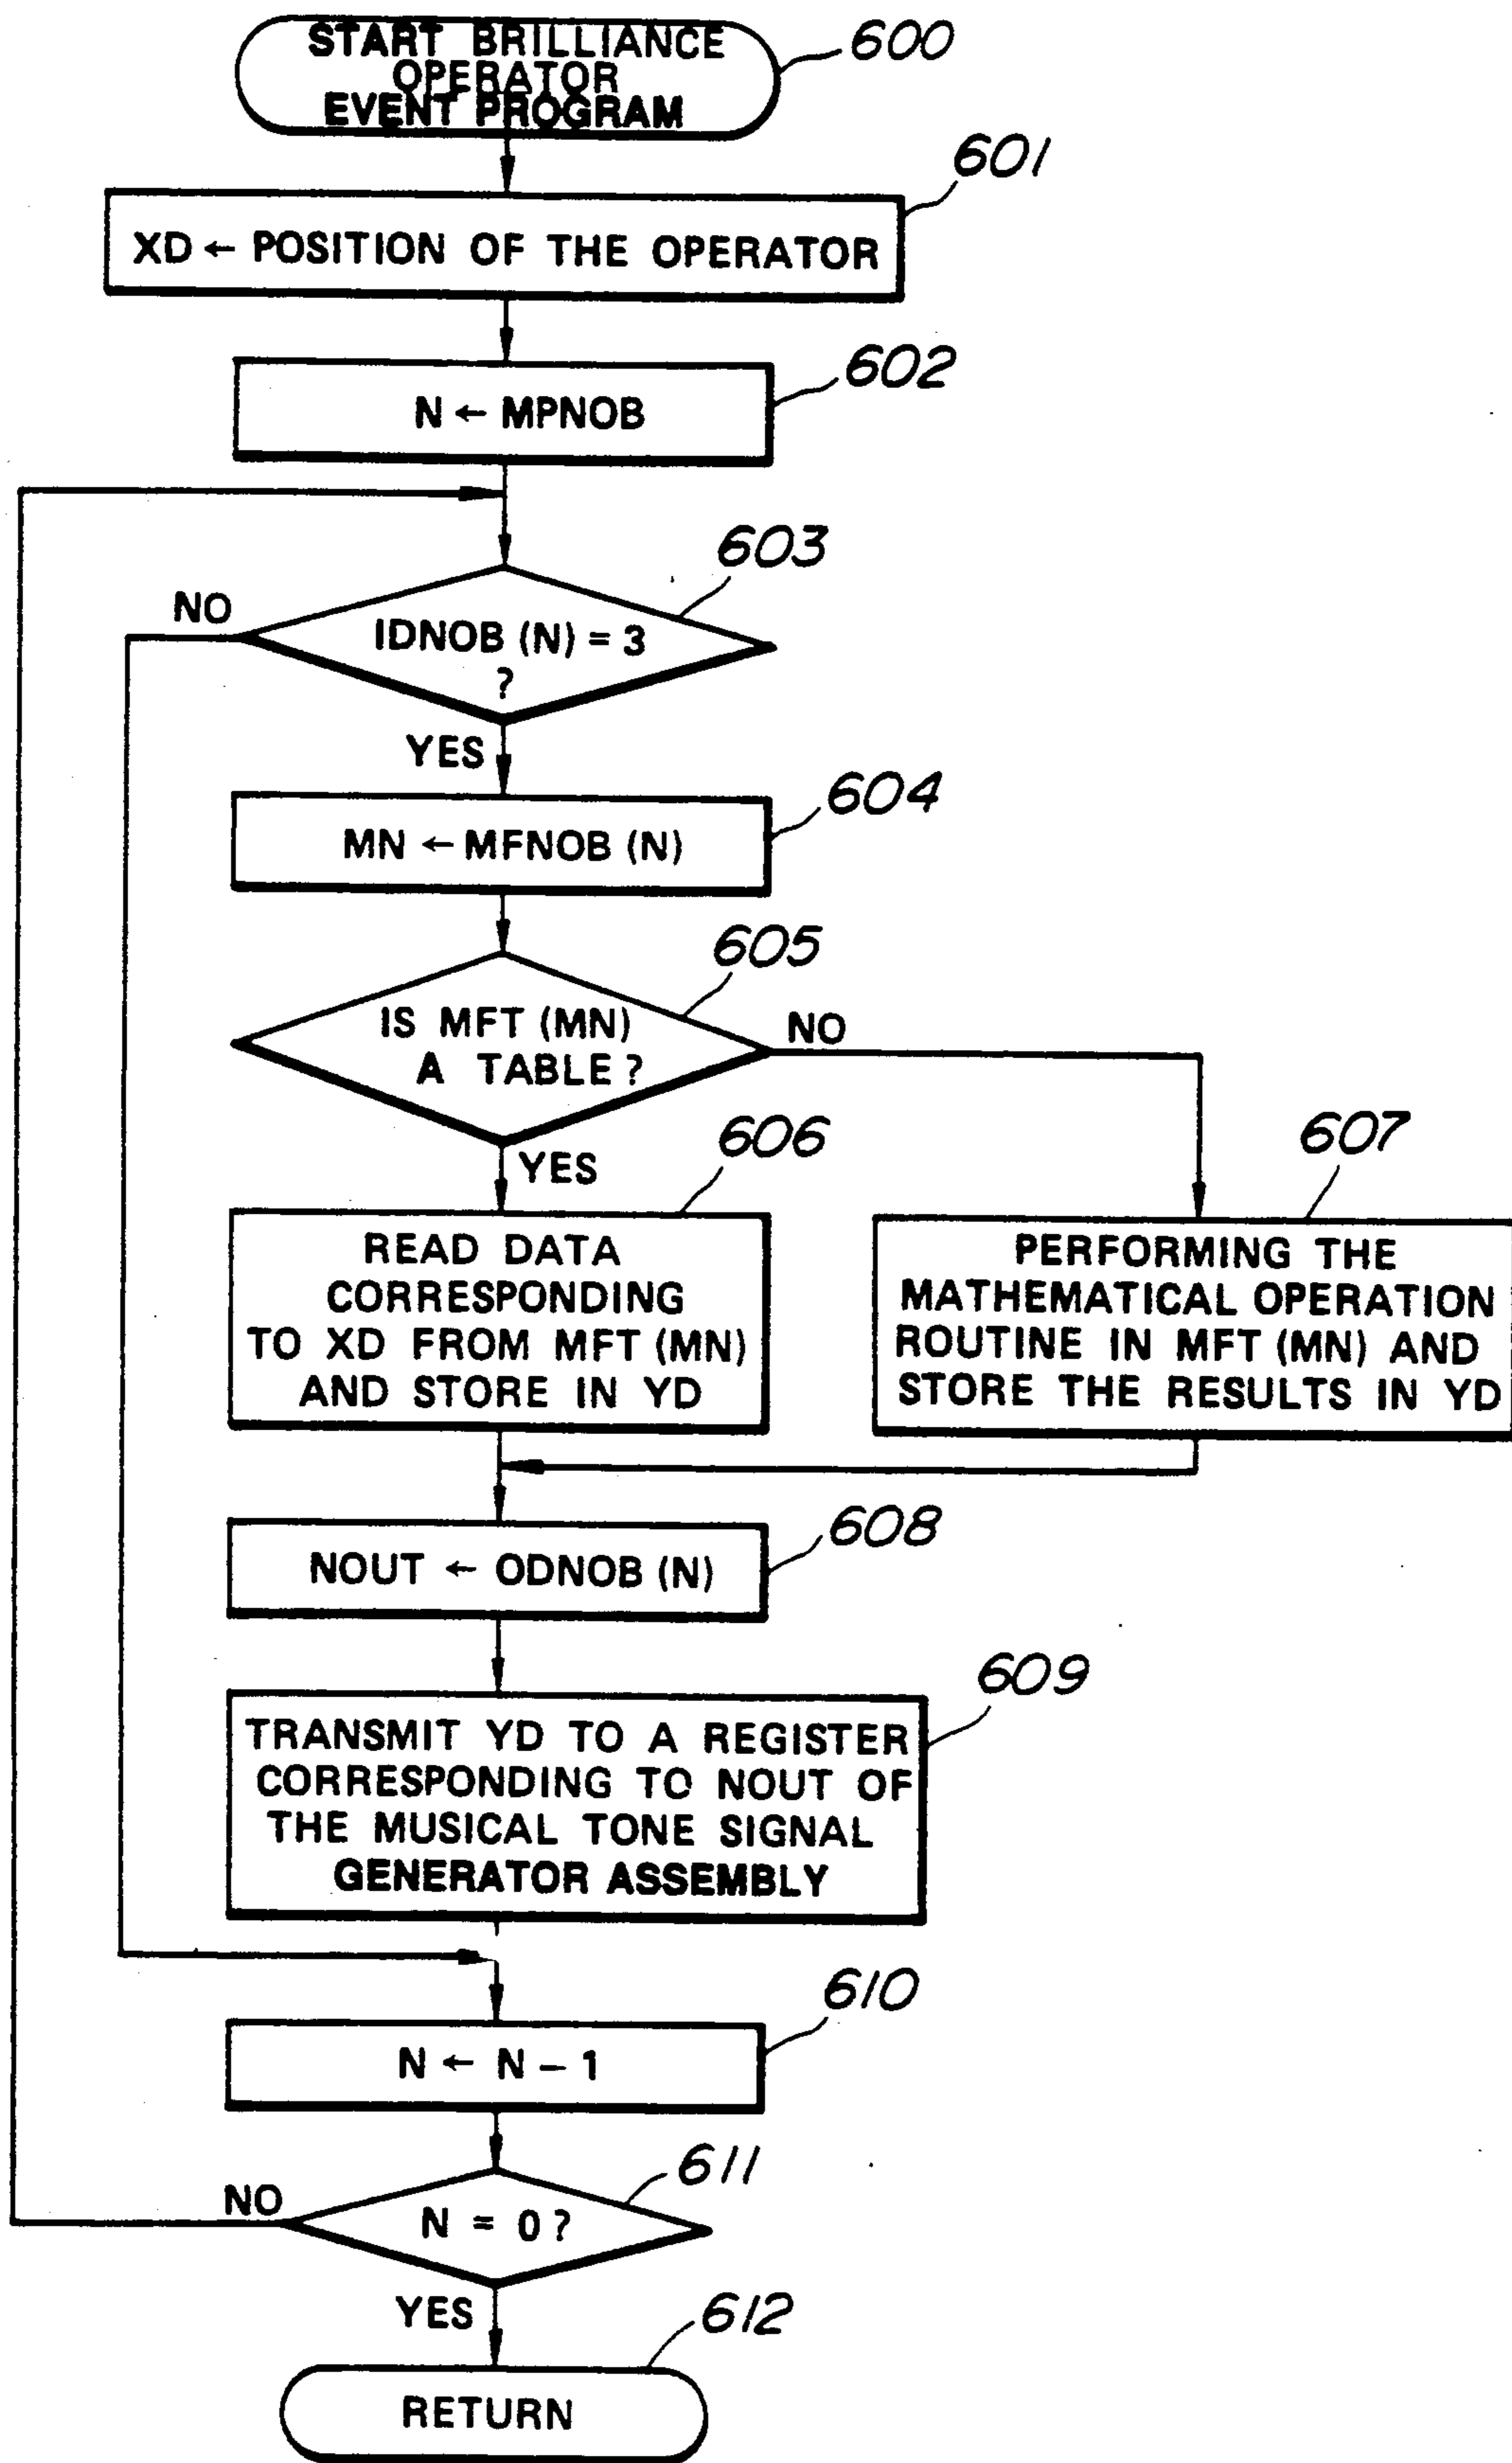 START BRILLIANCE
OPERATOR
EVENT PROGRAM
600
601
XD ← POSITION OF THE OPERATOR
602
N ← MPNOB
603
NO
IDNOB (N) = 3
?
YES
604
MN ← MFNOB (N)
605
IS MFT (MN)
A TABLE ?
NO
YES
606
607
READ DATA
CORRESPONDING
TO XD FROM MFT (MN)
AND STORE IN YD
PERFORMING THE
MATHEMATICAL OPERATION
ROUTINE IN MFT (MN) AND
STORE THE RESULTS IN YD
608
NOUT ← ODNOB (N)
609
TRANSMIT YD TO A REGISTER
CORRESPONDING TO NOUT OF
THE MUSICAL TONE SIGNAL
GENERATOR ASSEMBLY
610
N ← N – 1
611
NO
N = 0 ?
YES
612
RETURN